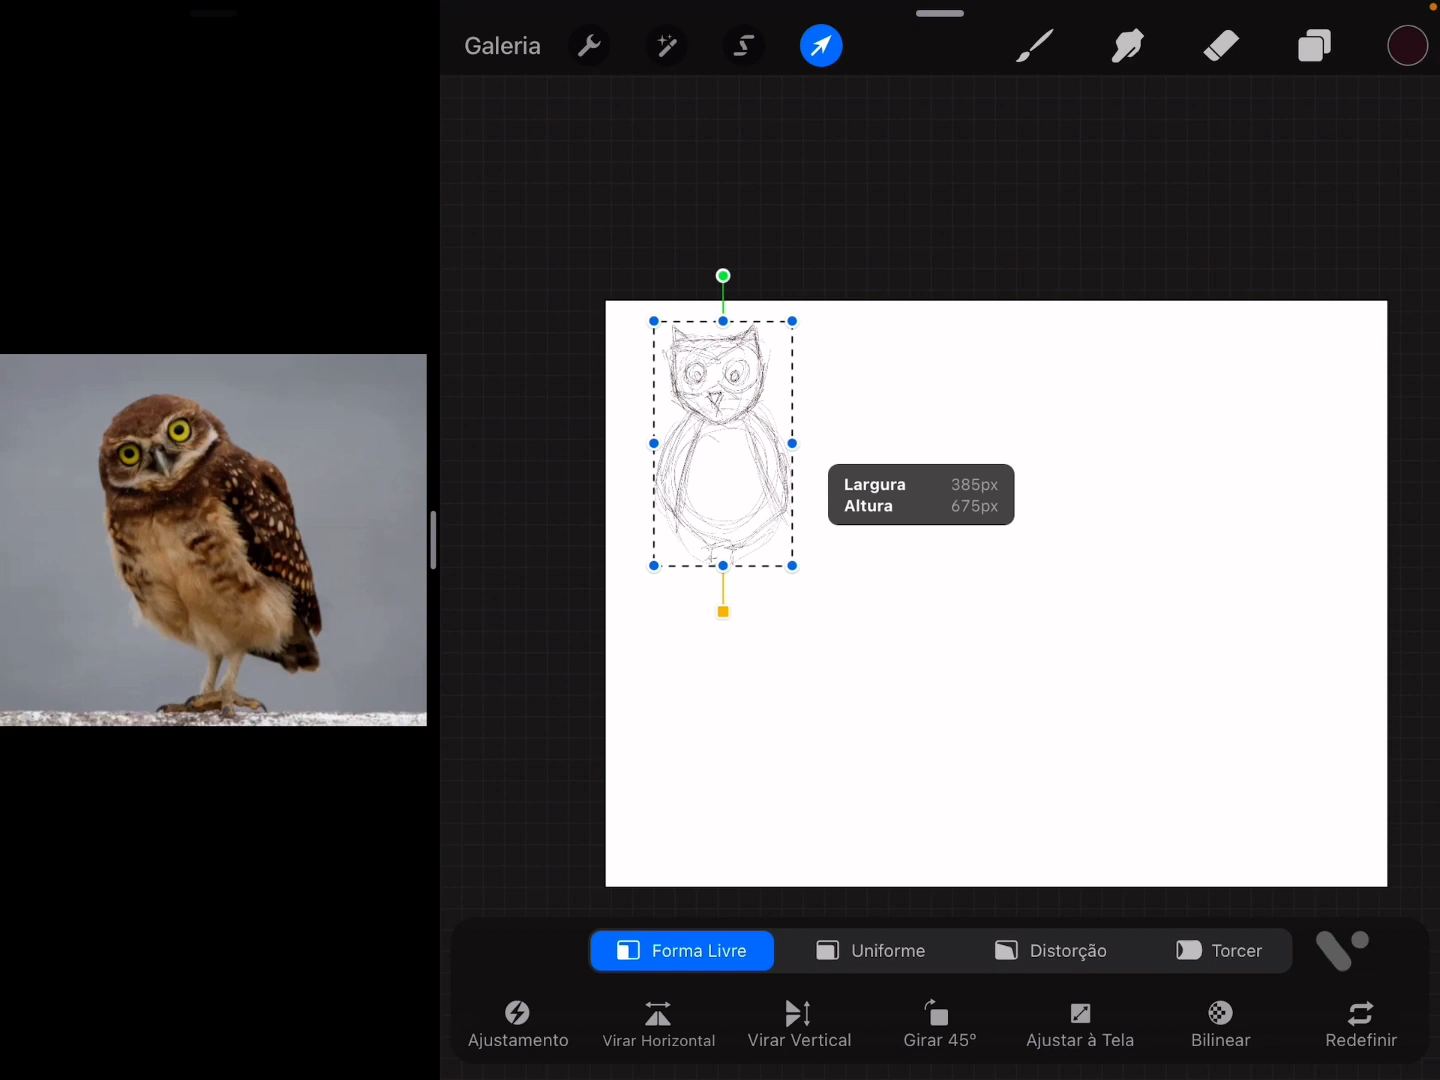 Galeria
Largura 385px
Altura 675px
Forma Livre Uniforme Distorção Torcer
Ajustamento Virar Horizontal Virar Vertical Girar 45° Ajustar à Tela Bilinear Redefinir